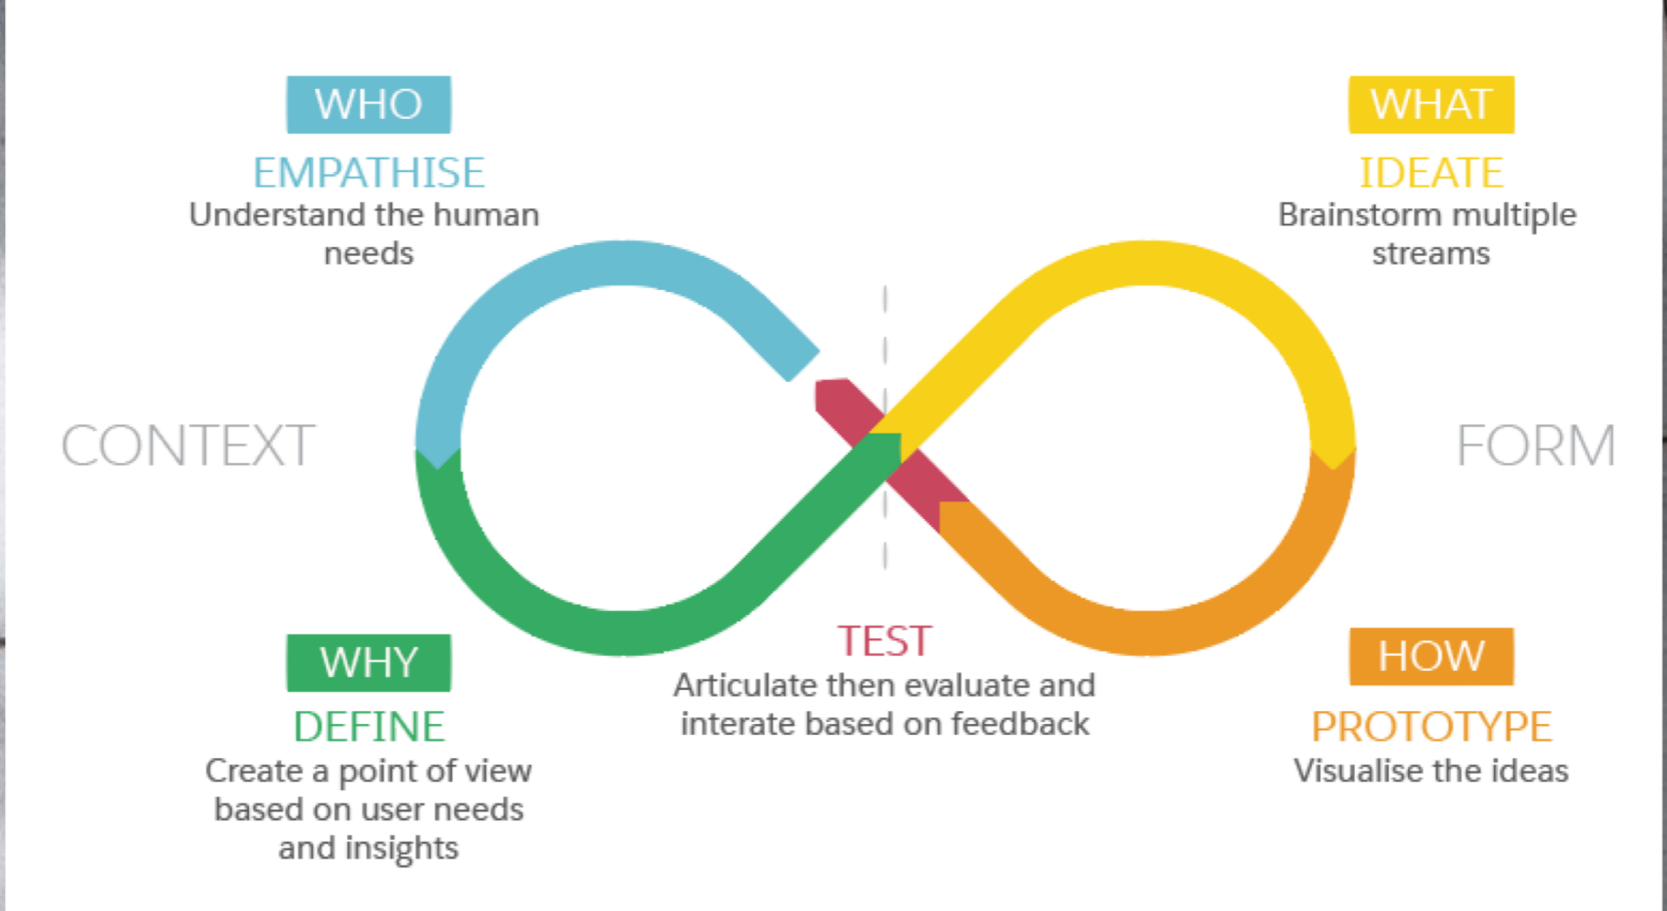 WHO
EMPATHISE
Understand the human
needs
WHAT
IDEATE
Brainstorm multiple
streams
CONTEXT
FORM
WHY
DEFINE
Create a point of view
based on user needs
and insights
TEST
Articulate then evaluate and
interate based on feedback
HOW
PROTOTYPE
Visualise the ideas